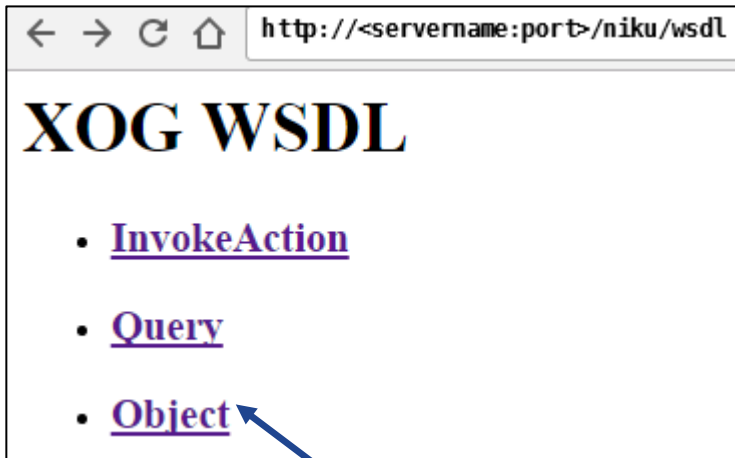 http://<servername:port>/niku/wsdl
XOG WSDL
InvokeAction
Query
Object